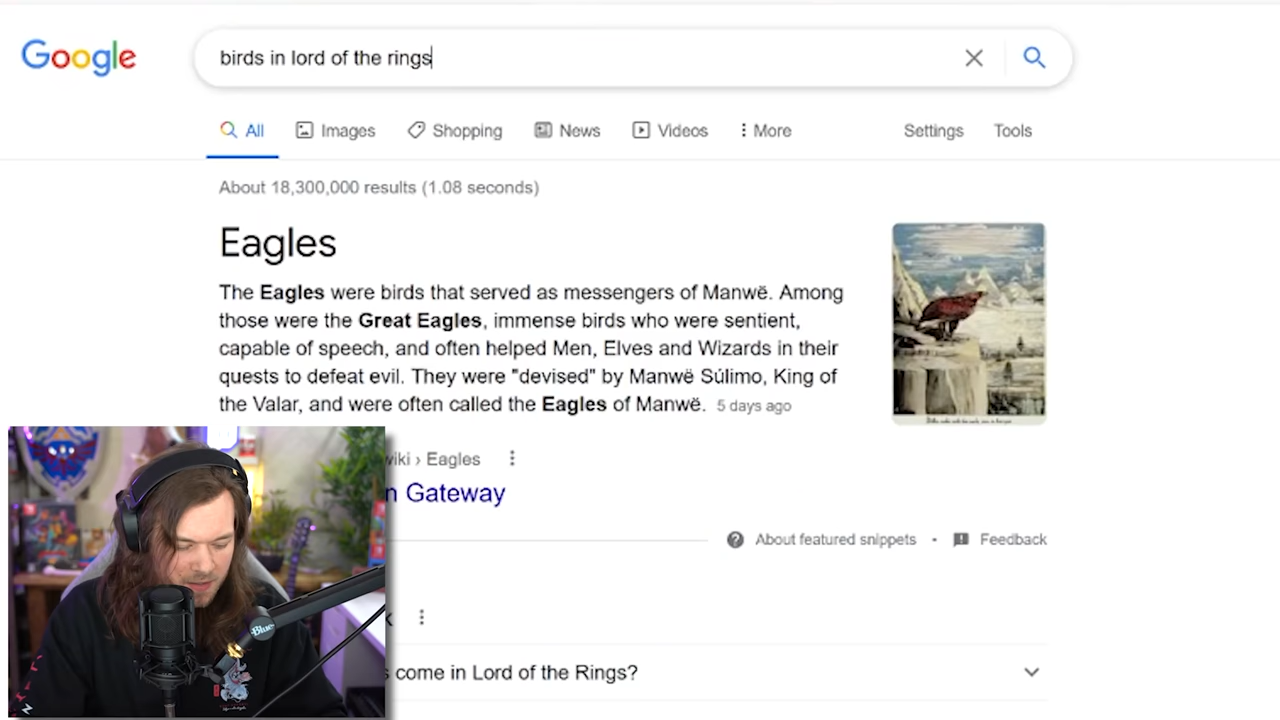 Google
birds in lord of the rings
All Images Shopping News Videos More Settings Tools
About 18,300,000 results (1.08 seconds)
Eagles
The Eagles were birds that served as messengers of Manwë. Among
those were the Great Eagles, immense birds who were sentient,
capable of speech, and often helped Men, Elves and Wizards in their
quests to defeat evil. They were "devised" by Manwë Súlimo, King of
the Valar, and were often called the Eagles of Manwë. 5 days ago
wiki › Eagles
n Gateway
About featured snippets • Feedback
s come in Lord of the Rings?
Blue